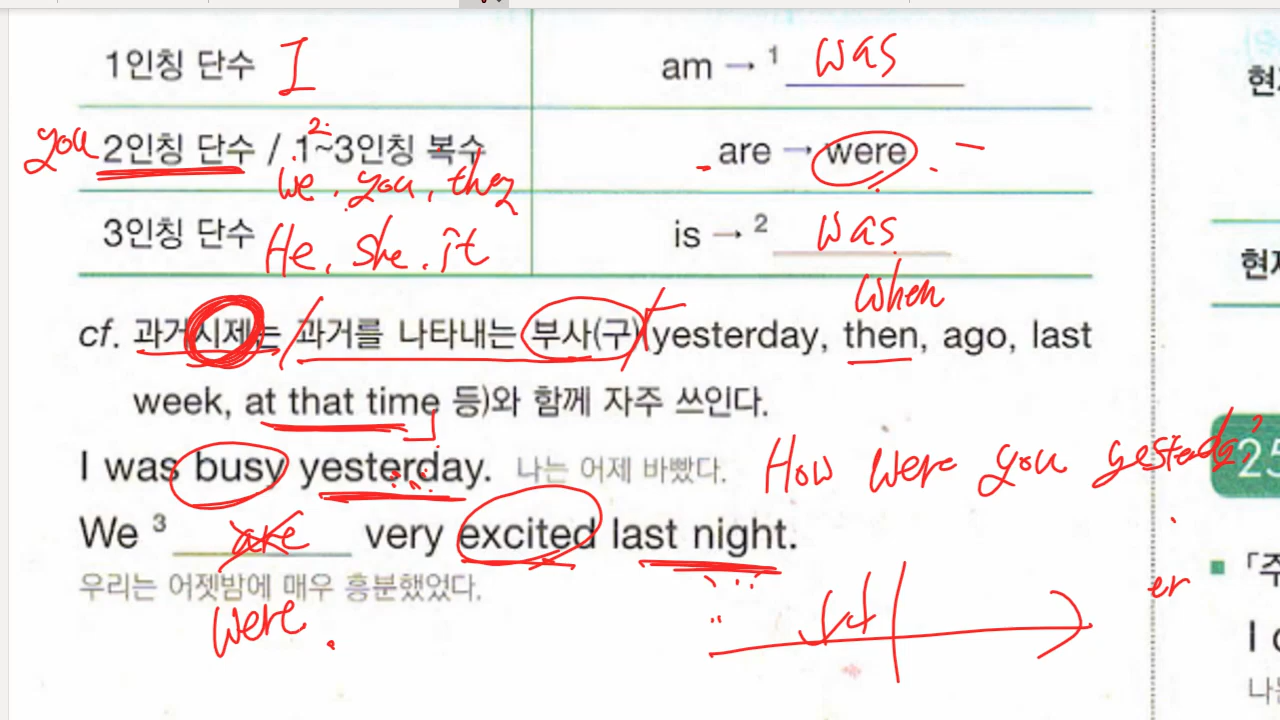 1인칭 단수 I am → 1 was
you 2인칭 단수 / 1~3인칭 복수 are → were
2.
we, you, they
3인칭 단수 He, she, it is → 2 was
when
cf. 과거시제는 과거를 나타내는 부사(구)(yesterday, then, ago, last
week, at that time 등)와 함께 자주 쓰인다.
I was busy yesterday. 나는 어제 바빴다.
How were you yesterday?
We 3 are very excited last night.
우리는 어젯밤에 매우 흥분했었다.
were
er
현
현
25
「주
I
나는